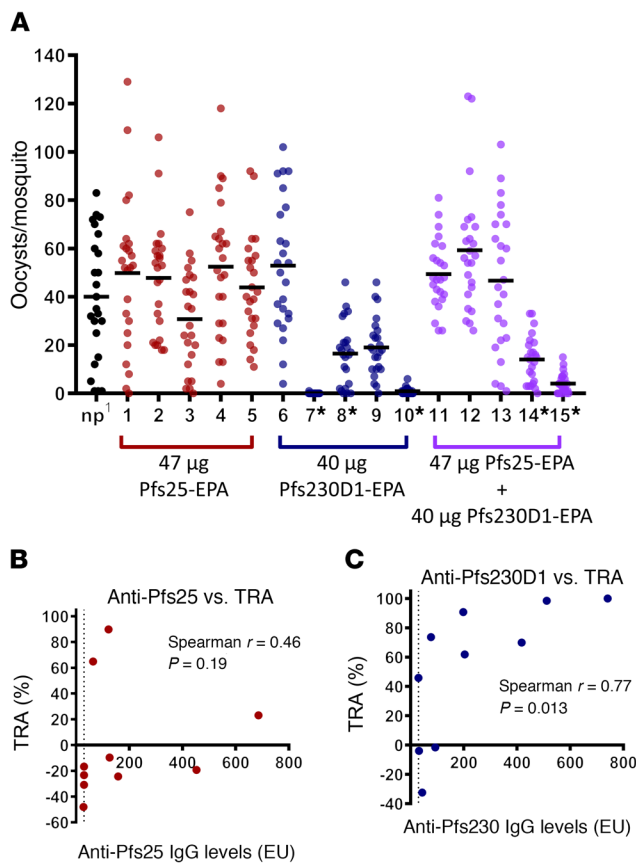 A
Oocysts/mosquito
140
120
100
80
60
40
20
0
np¹ 1 2 3 4 5 6 7* 8* 9 10* 11 12 13 14* 15*
47 µg
Pfs25-EPA
40 µg
Pfs230D1-EPA
47 µg Pfs25-EPA
+
40 µg Pfs230D1-EPA
B
Anti-Pfs25 vs. TRA
Spearman r = 0.46
P = 0.19
TRA (%)
100
80
60
40
20
0
-20
-40
-60
200 400 600 800
Anti-Pfs25 IgG levels (EU)
C
Anti-Pfs230D1 vs. TRA
Spearman r = 0.77
P = 0.013
TRA (%)
100
80
60
40
20
0
-20
-40
200 400 600 800
Anti-Pfs230 IgG levels (EU)